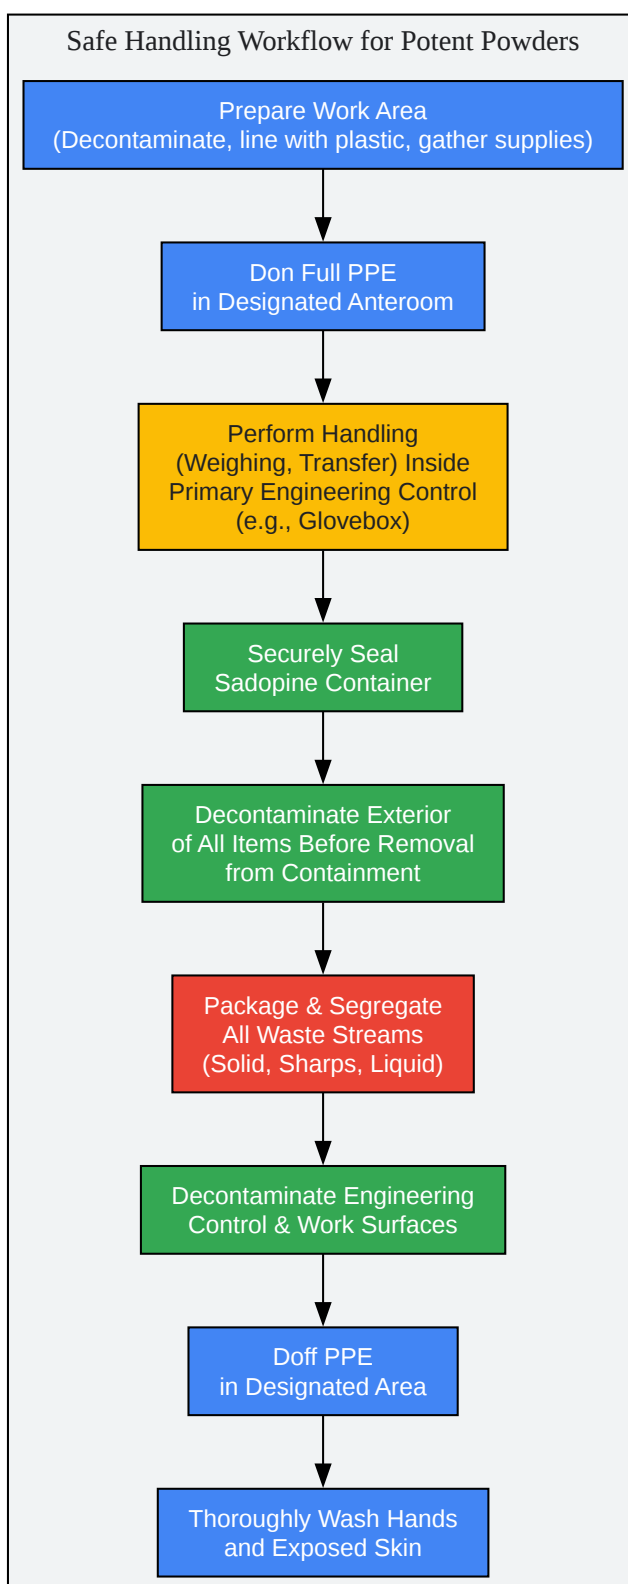 Safe Handling Workflow for Potent Powders
Prepare Work Area
(Decontaminate, line with plastic, gather supplies)
Don Full PPE
in Designated Anteroom
Perform Handling
(Weighing, Transfer) Inside
Primary Engineering Control
(e.g., Glovebox)
Securely Seal
Sadopine Container
Decontaminate Exterior
of All Items Before Removal
from Containment
Package & Segregate
All Waste Streams
(Solid, Sharps, Liquid)
Decontaminate Engineering
Control & Work Surfaces
Doff PPE
in Designated Area
Thoroughly Wash Hands
and Exposed Skin